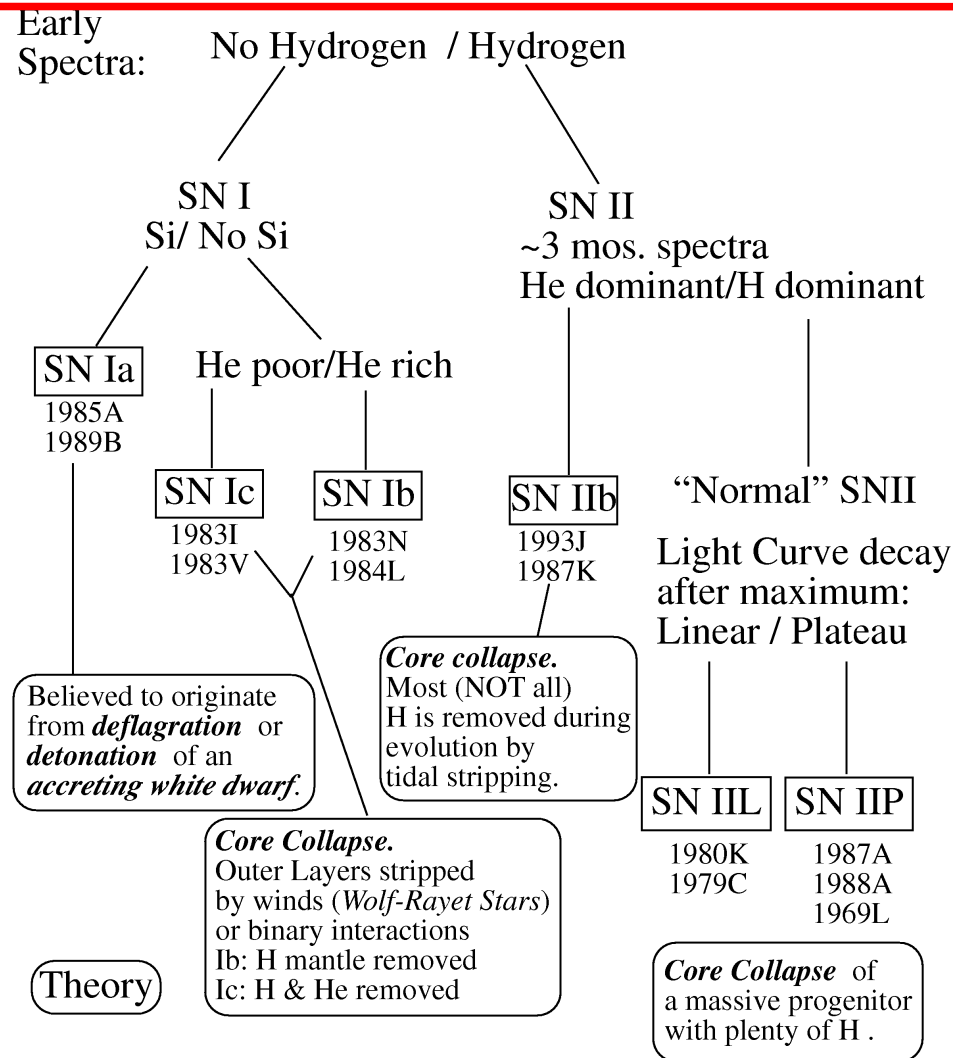 Early
Spectra:
No Hydrogen / Hydrogen
SN I
Si/ No Si
SN II
~3 mos. spectra
He dominant/H dominant
SN Ia
1985A
1989B
He poor/He rich
SN Ic
1983I
1983V
SN Ib
1983N
1984L
SN IIb
1993J
1987K
“Normal” SNII
Light Curve decay
after maximum:
Linear / Plateau
Believed to originate
from deflagration or
detonation of an
accreting white dwarf.
Core collapse.
Most (NOT all)
H is removed during
evolution by
tidal stripping.
Core Collapse.
Outer Layers stripped
by winds (Wolf-Rayet Stars)
or binary interactions
Ib: H mantle removed
Ic: H & He removed
SN IIL
1980K
1979C
SN IIP
1987A
1988A
1969L
Core Collapse of
a massive progenitor
with plenty of H .
Theory